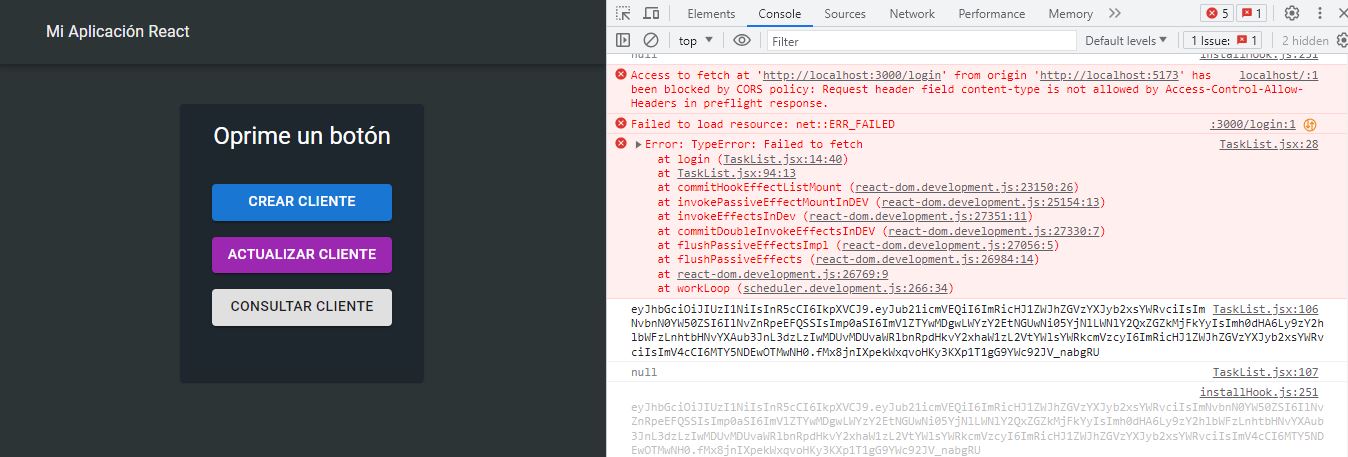 Mi Aplicación React
Oprime un botón
CREAR CLIENTE
ACTUALIZAR CLIENTE
CONSULTAR CLIENTE
Elements Console Sources Network Performance Memory 5 1
top Filter Default levels 1 Issue: 1 2 hidden
null installHook.js:251
Access to fetch at 'http://localhost:3000/login' from origin 'http://localhost:5173' has localhost/:1
been blocked by CORS policy: Request header field content-type is not allowed by Access-Control-Allow-
Headers in preflight response.
Failed to load resource: net::ERR_FAILED :3000/login:1
Error: TypeError: Failed to fetch TaskList.jsx:28
at login (TaskList.jsx:14:40)
at TaskList.jsx:94:13
at commitHookEffectListMount (react-dom.development.js:23150:26)
at invokePassiveEffectMountInDEV (react-dom.development.js:25154:13)
at invokeEffectsInDev (react-dom.development.js:27351:11)
at commitDoubleInvokeEffectsInDEV (react-dom.development.js:27330:7)
at flushPassiveEffectsImpl (react-dom.development.js:27056:5)
at flushPassiveEffects (react-dom.development.js:26984:14)
at react-dom.development.js:26769:9
at workLoop (scheduler.development.js:266:34)
TaskList.jsx:106
null TaskList.jsx:107
installHook.js:251